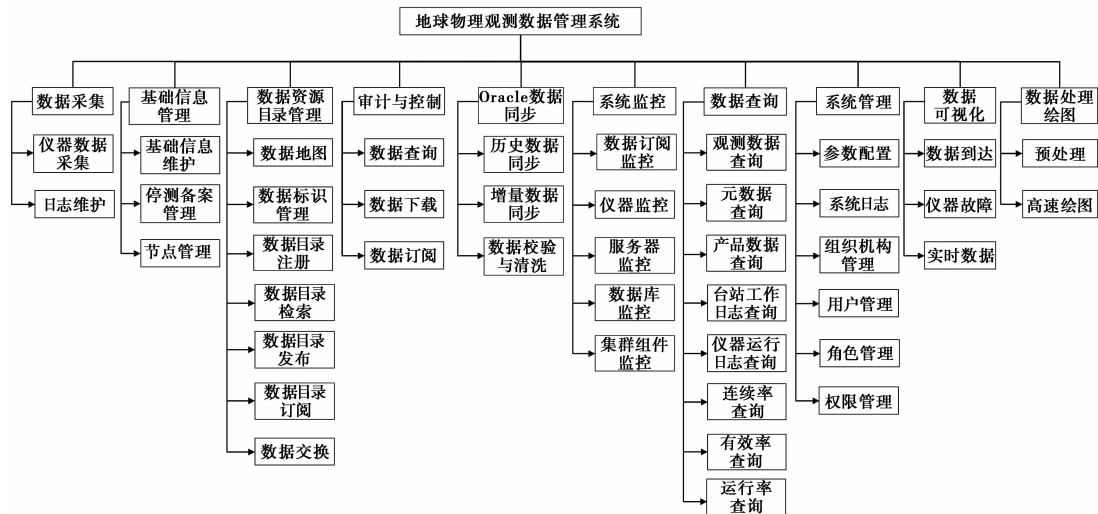 地球物理观测数据管理系统
数据采集
仪器数据
采集
日志维护
基础信息
管理
基础信息
维护
停测备案
管理
节点管理
数据资源
目录管理
数据地图
数据标识
管理
数据目录
注册
数据目录
检索
数据目录
发布
数据目录
订阅
数据交换
审计与控制
数据查询
数据下载
数据订阅
Oracle数据
同步
历史数据
同步
增量数据
同步
数据校验
与清洗
系统监控
数据订阅
监控
仪器监控
服务器
监控
数据库
监控
集群组件
监控
数据查询
观测数据
查询
元数据
查询
产品数据
查询
台站工作
日志查询
仪器运行
日志查询
连续率
查询
有效率
查询
运行率
查询
系统管理
参数配置
系统日志
组织机构
管理
用户管理
角色管理
权限管理
数据
可视化
数据到达
仪器故障
实时数据
数据处理
绘图
预处理
高速绘图